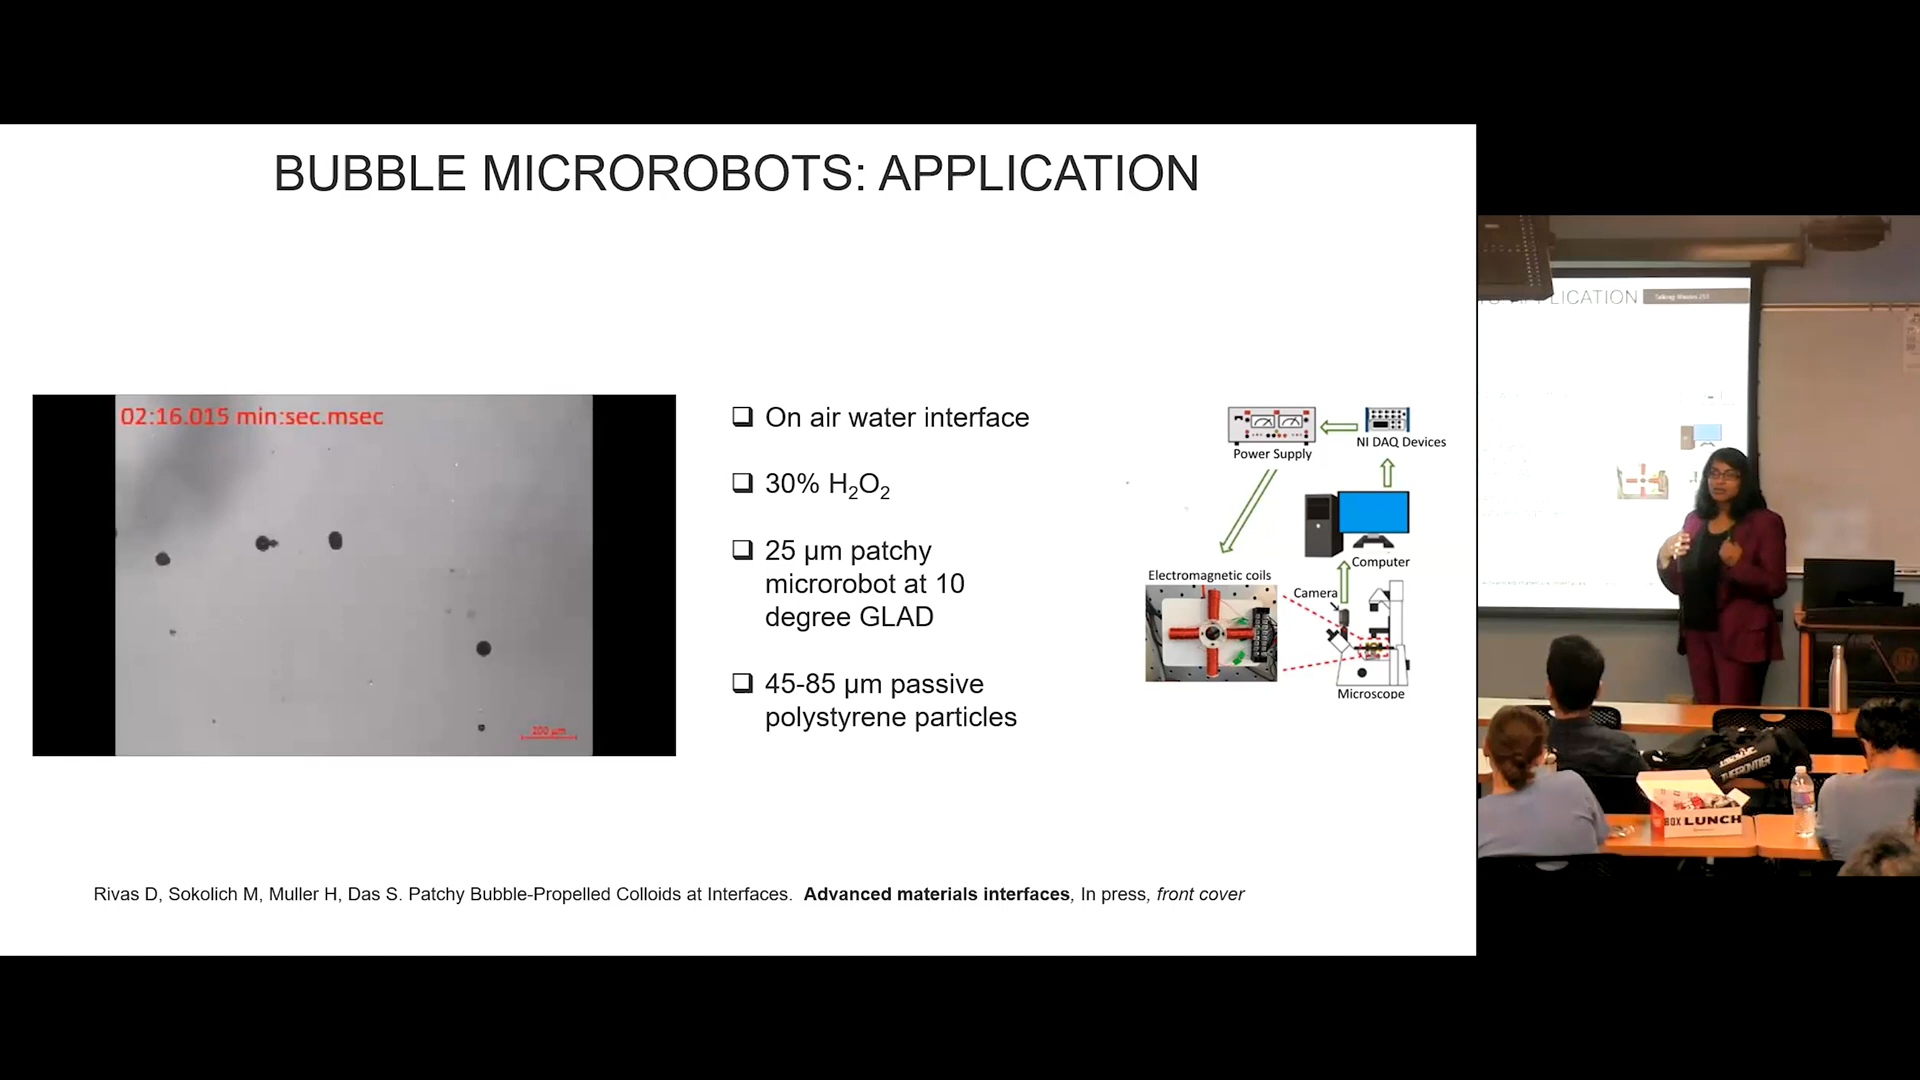 BUBBLE MICROROBOTS: APPLICATION
02:16.015 min:sec.msec
200 µm
❑ On air water interface
❑ 30% H₂O₂
❑ 25 µm patchy
microrobot at 10
degree GLAD
❑ 45-85 µm passive
polystyrene particles
Power Supply
NI DAQ Devices
Computer
Electromagnetic coils
Camera
Microscope
Rivas D, Sokolich M, Muller H, Das S. Patchy Bubble-Propelled Colloids at Interfaces. Advanced materials interfaces, In press, front cover
LICATION
BOX LUNCH